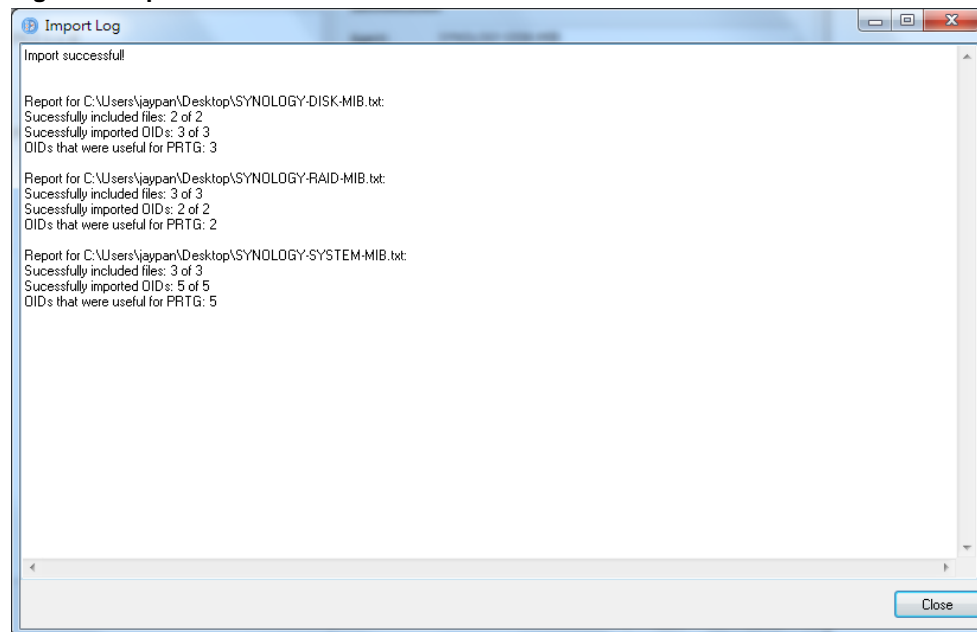 Import Log
Import successful!
Report for C:\Users\jaypan\Desktop\SYNOLOGY-DISK-MIB.txt:
Sucessfully included files: 2 of 2
Sucessfully imported OIDs: 3 of 3
OIDs that were useful for PRTG: 3
Report for C:\Users\jaypan\Desktop\SYNOLOGY-RAID-MIB.txt:
Sucessfully included files: 3 of 3
Sucessfully imported OIDs: 2 of 2
OIDs that were useful for PRTG: 2
Report for C:\Users\jaypan\Desktop\SYNOLOGY-SYSTEM-MIB.txt:
Sucessfully included files: 3 of 3
Sucessfully imported OIDs: 5 of 5
OIDs that were useful for PRTG: 5
Close